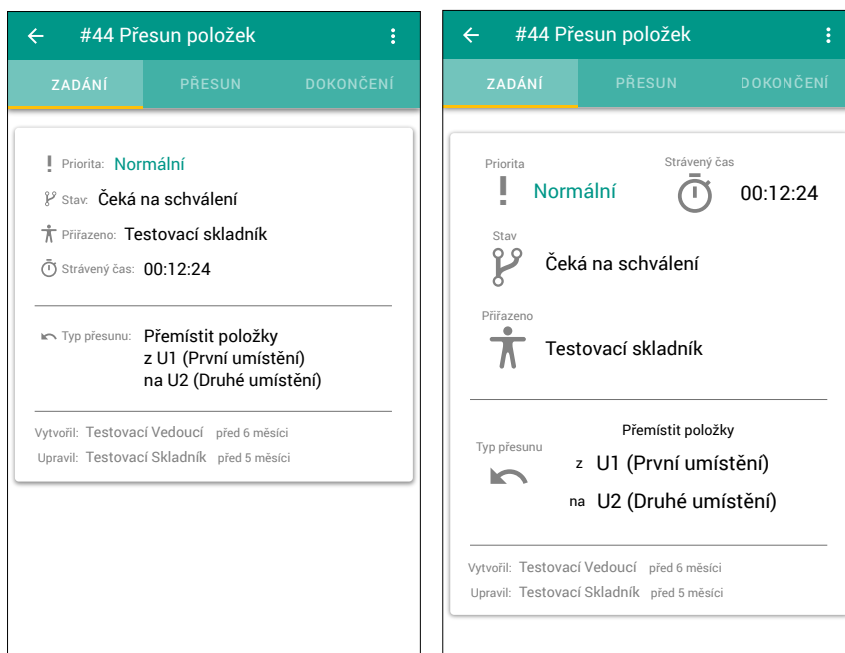 #44 Přesun položek
ZADÁNÍ PŘESUN DOKONČENÍ
Priorita: Normální
Stav: Čeká na schválení
Přiřazeno: Testovací skladník
Strávený čas: 00:12:24
Typ přesunu: Přemístit položky
z U1 (První umístění)
na U2 (Druhé umístění)
Vytvořil: Testovací Vedoucí před 6 měsíci
Upravil: Testovací Skladník před 5 měsíci
#44 Přesun položek
ZADÁNÍ PŘESUN DOKONČENÍ
Priorita Strávený čas
Normální 00:12:24
Stav
Čeká na schválení
Přiřazeno
Testovací skladník
Přemístit položky
Typ přesunu
z U1 (První umístění)
na U2 (Druhé umístění)
Vytvořil: Testovací Vedoucí před 6 měsíci
Upravil: Testovací Skladník před 5 měsíci